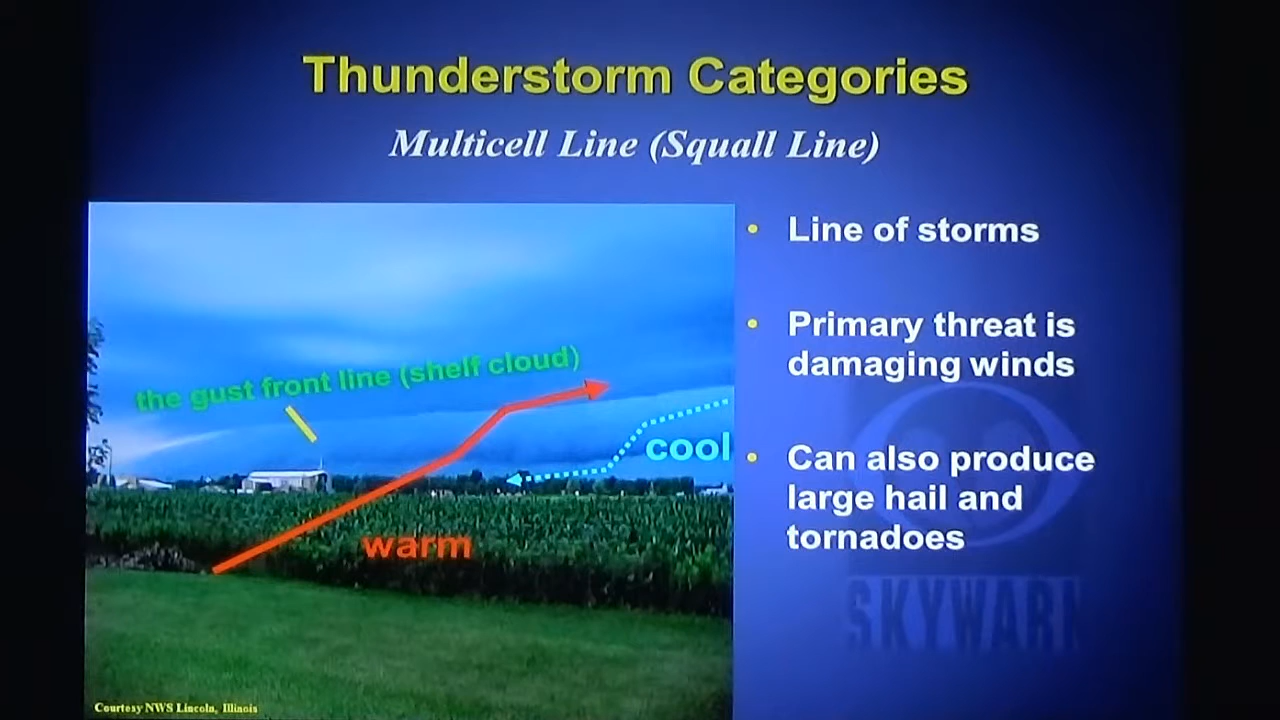 Thunderstorm Categories
Multicell Line (Squall Line)
the gust front line (shelf cloud)
cool
warm
• Line of storms
• Primary threat is
damaging winds
• Can also produce
large hail and
tornadoes
SKYWARN
Courtesy NWS Lincoln, Illinois